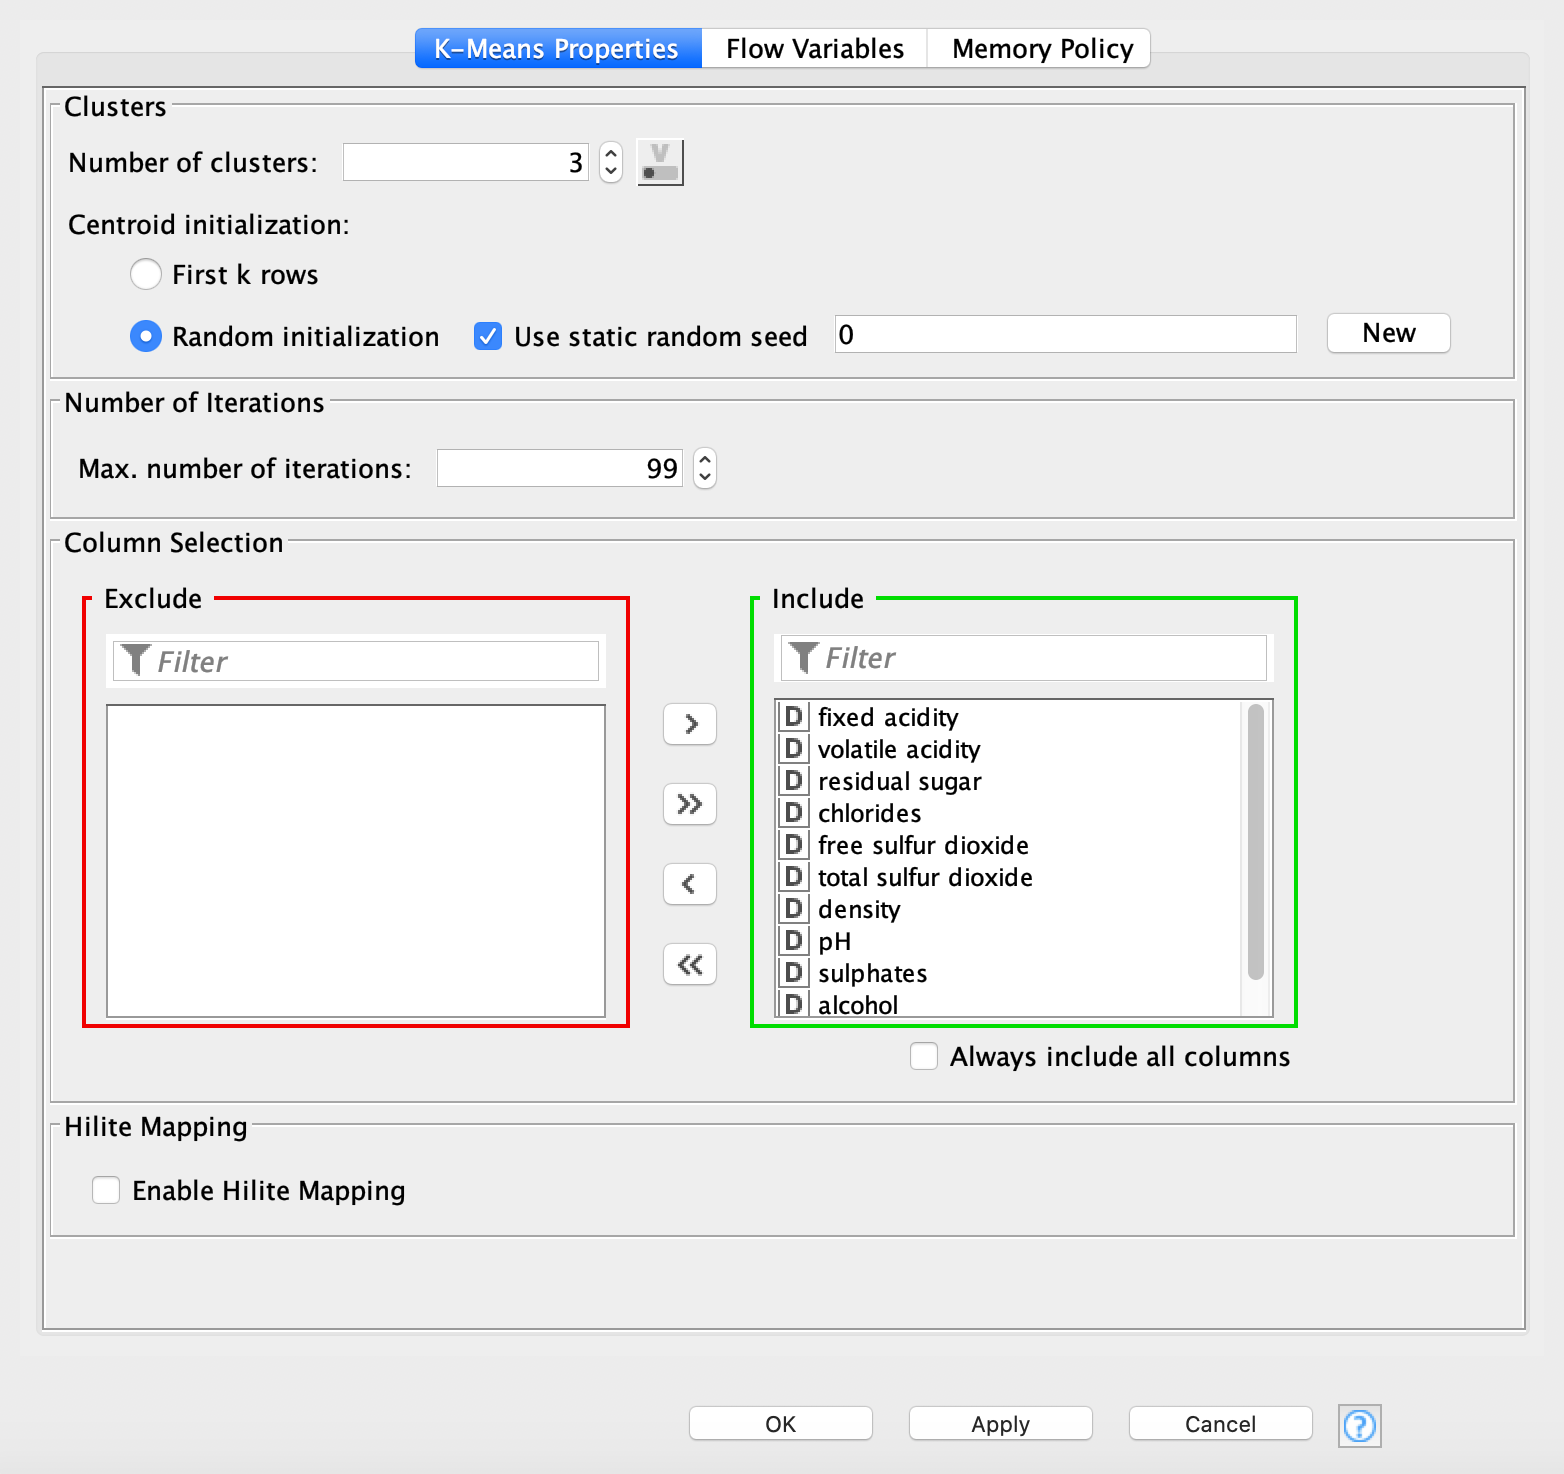 K-Means Properties Flow Variables Memory Policy
Clusters
Number of clusters: 3 V
Centroid initialization:
First k rows
Random initialization Use static random seed 0 New
Number of Iterations
Max. number of iterations: 99
Column Selection
Exclude Include
Filter Filter
D fixed acidity
D volatile acidity
D residual sugar
D chlorides
D free sulfur dioxide
D total sulfur dioxide
D density
D pH
D sulphates
D alcohol
>
>>
<
<<
Always include all columns
Hilite Mapping
Enable Hilite Mapping
OK Apply Cancel ?